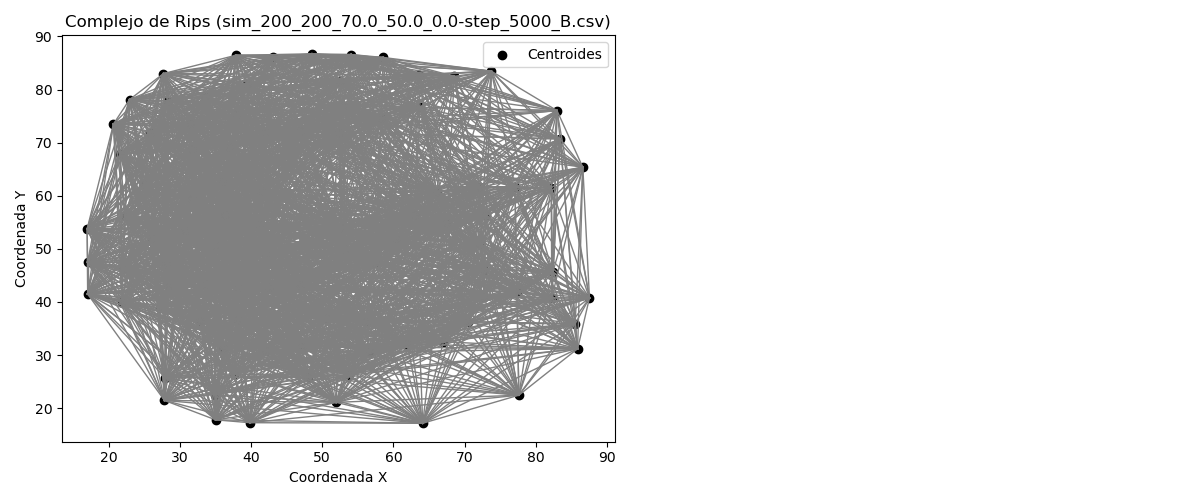 Complejo de Rips (sim_200_200_70.0_50.0_0.0-step_5000_B.csv)
Centroides
90
80
70
60
50
40
30
20
Coordenada Y
20 30 40 50 60 70 80 90
Coordenada X